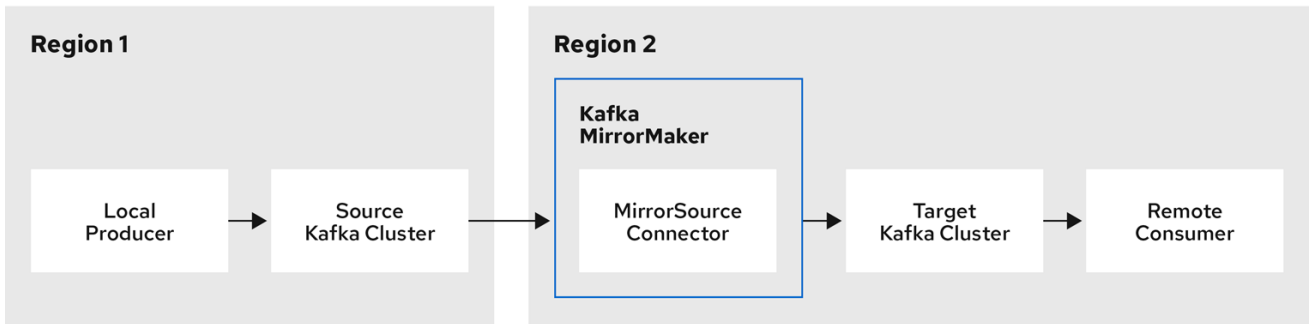 Region 1
Region 2
Kafka
MirrorMaker
Local
Producer
Source
Kafka Cluster
MirrorSource
Connector
Target
Kafka Cluster
Remote
Consumer